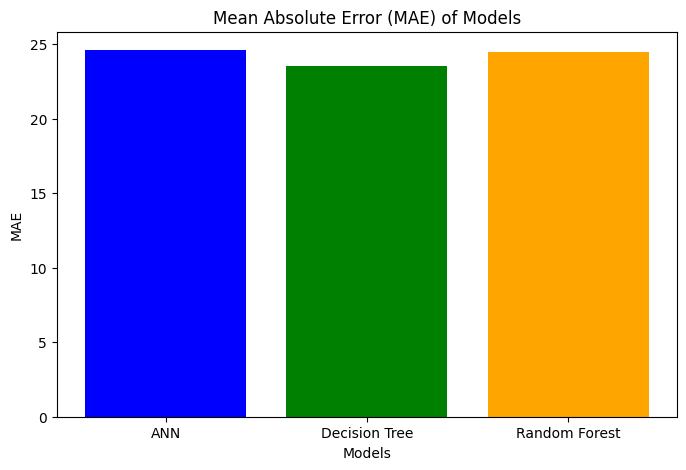 Mean Absolute Error (MAE) of Models
25
20
15
10
5
0
MAE
ANN
Decision Tree
Random Forest
Models